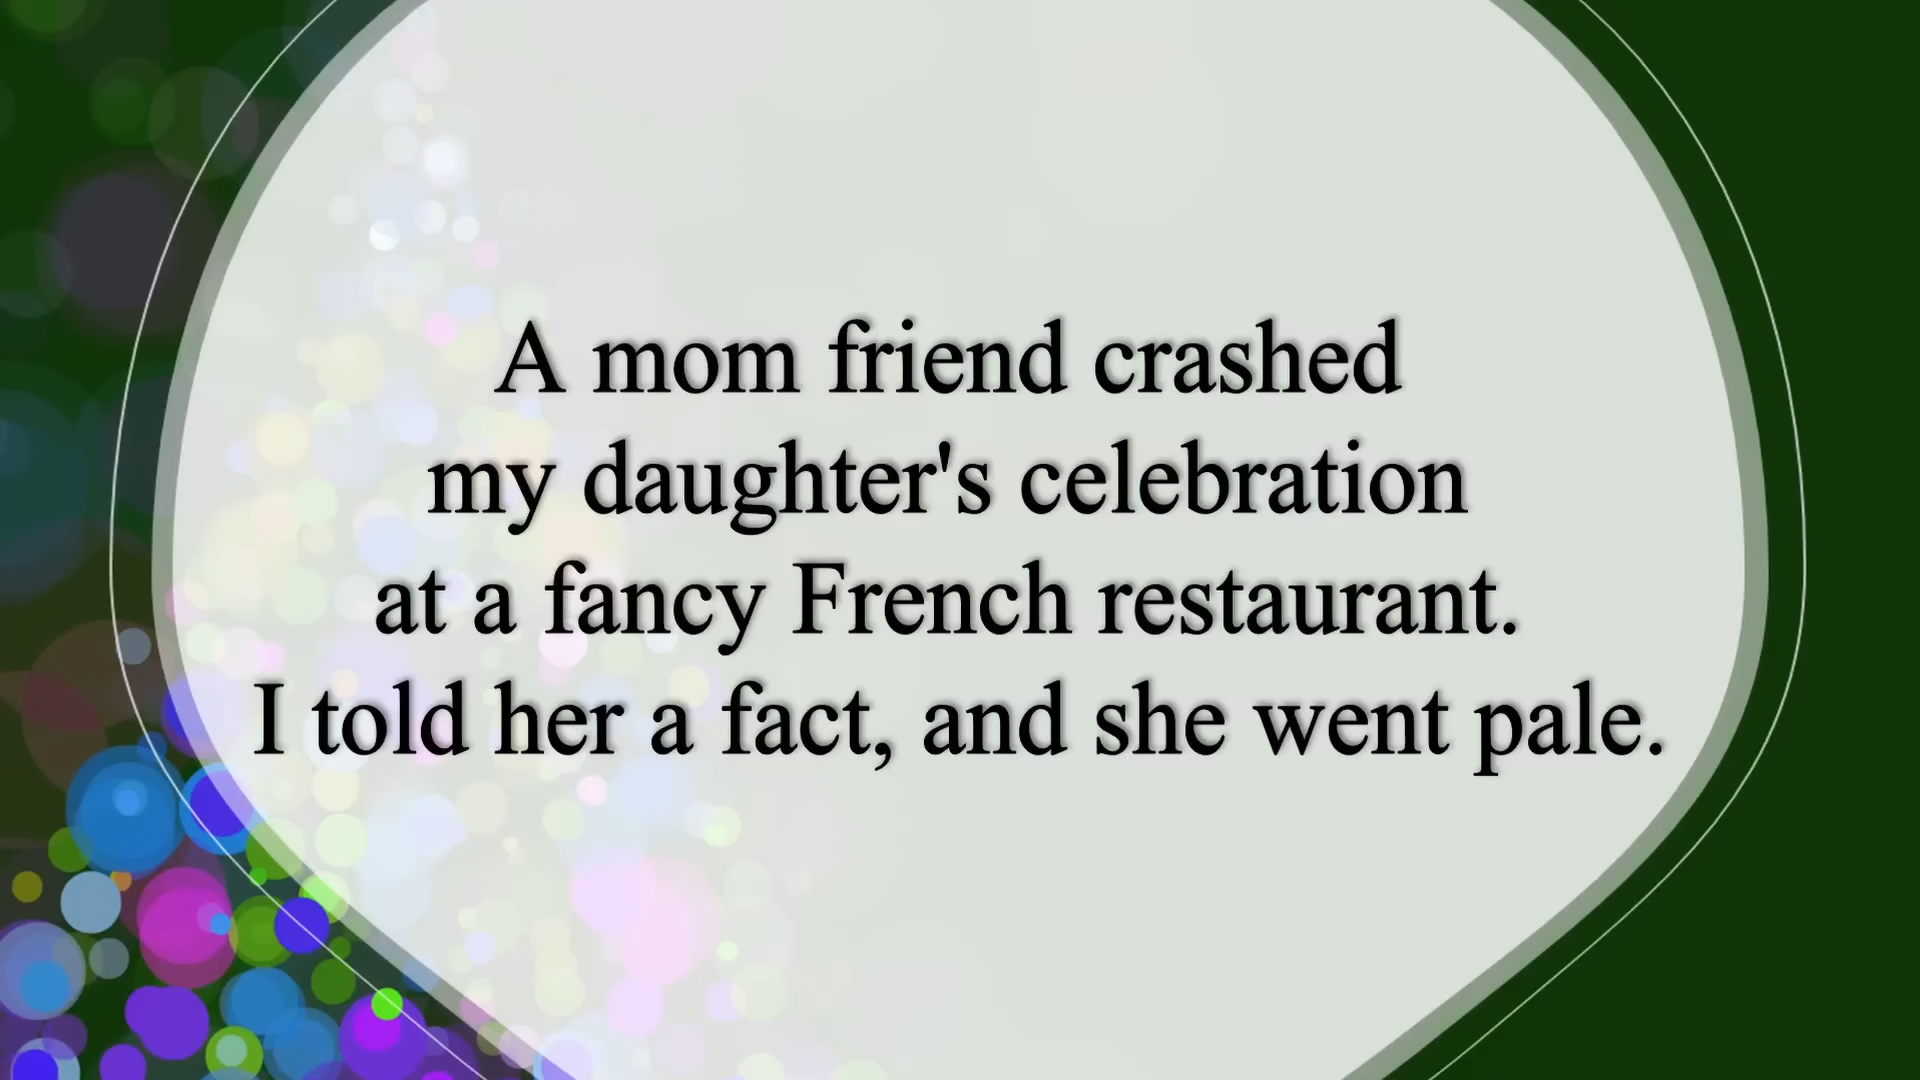 A mom friend crashed
my daughter's celebration
at a fancy French restaurant.
I told her a fact, and she went pale.